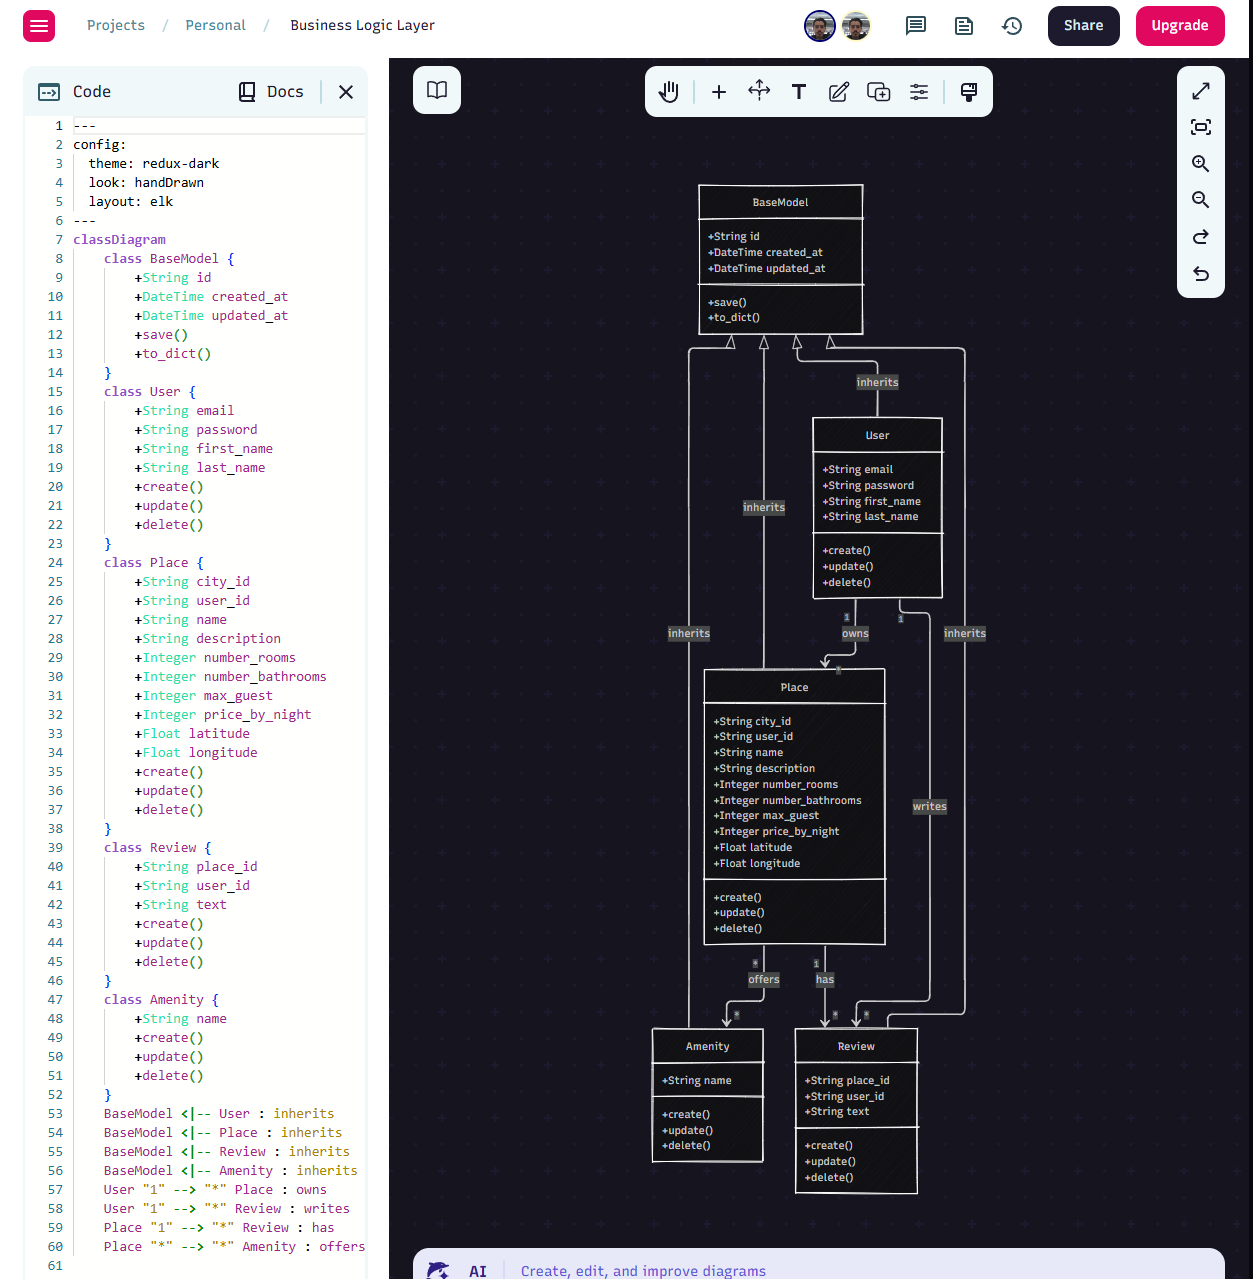 Projects / Personal / Business Logic Layer
Share
Upgrade
Code
Docs
1 ---
2 config:
3 theme: redux-dark
4 look: handDrawn
5 layout: elk
6 ---
7 classDiagram
8 class BaseModel {
9 +String id
10 +DateTime created_at
11 +DateTime updated_at
12 +save()
13 +to_dict()
14 }
15 class User {
16 +String email
17 +String password
18 +String first_name
19 +String last_name
20 +create()
21 +update()
22 +delete()
23 }
24 class Place {
25 +String city_id
26 +String user_id
27 +String name
28 +String description
29 +Integer number_rooms
30 +Integer number_bathrooms
31 +Integer max_guest
32 +Integer price_by_night
33 +Float latitude
34 +Float longitude
35 +create()
36 +update()
37 +delete()
38 }
39 class Review {
40 +String place_id
41 +String user_id
42 +String text
43 +create()
44 +update()
45 +delete()
46 }
47 class Amenity {
48 +String name
49 +create()
50 +update()
51 +delete()
52 }
53 BaseModel <|-- User : inherits
54 BaseModel <|-- Place : inherits
55 BaseModel <|-- Review : inherits
56 BaseModel <|-- Amenity : inherits
57 User "1" --> "*" Place : owns
58 User "1" --> "*" Review : writes
59 Place "1" --> "*" Review : has
60 Place "*" --> "*" Amenity : offers
61
T
BaseModel
+String id
+DateTime created_at
+DateTime updated_at
+save()
+to_dict()
inherits
User
+String email
+String password
+String first_name
+String last_name
+create()
+update()
+delete()
inherits
1
1
inherits
owns
inherits
*
Place
+String city_id
+String user_id
+String name
+String description
+Integer number_rooms
+Integer number_bathrooms
+Integer max_guest
+Integer price_by_night
+Float latitude
+Float longitude
+create()
+update()
+delete()
writes
*
1
offers
has
*
*
*
Amenity
+String name
+create()
+update()
+delete()
Review
+String place_id
+String user_id
+String text
+create()
+update()
+delete()
AI
Create, edit, and improve diagrams